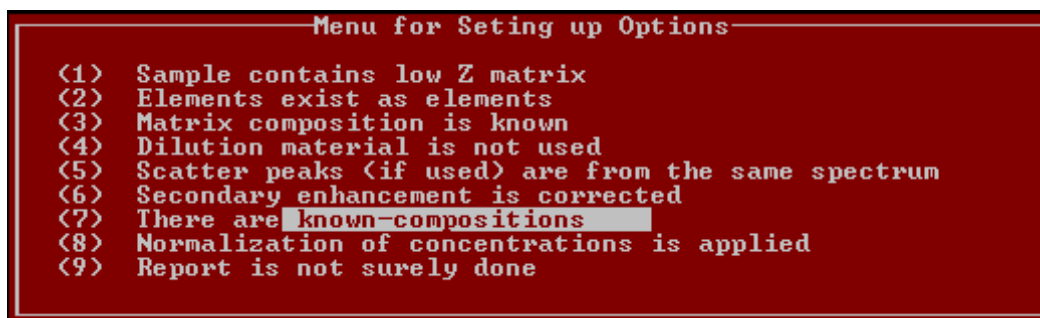 Menu for Seting up Options
(1) Sample contains low Z matrix
(2) Elements exist as elements
(3) Matrix composition is known
(4) Dilution material is not used
(5) Scatter peaks (if used) are from the same spectrum
(6) Secondary enhancement is corrected
(7) There are known-compositions
(8) Normalization of concentrations is applied
(9) Report is not surely done